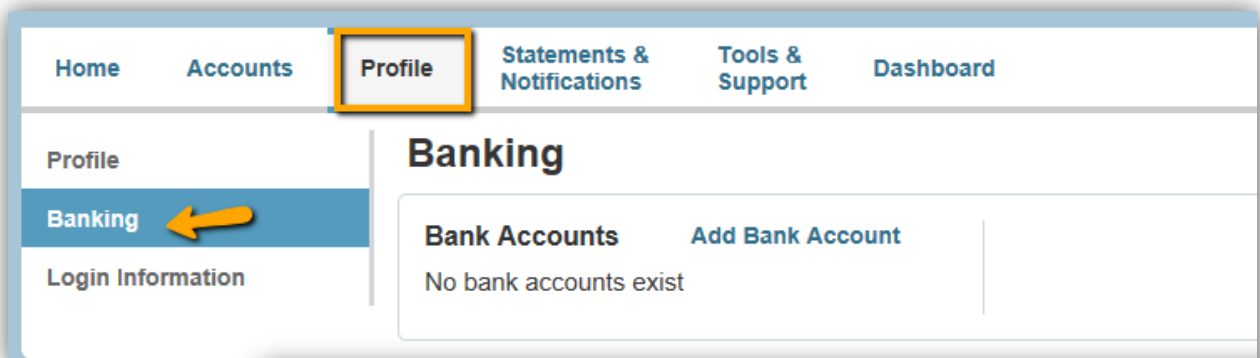 Home Accounts Profile Statements & Notifications Tools & Support Dashboard
Profile
Banking
Login Information
Banking
Bank Accounts Add Bank Account
No bank accounts exist